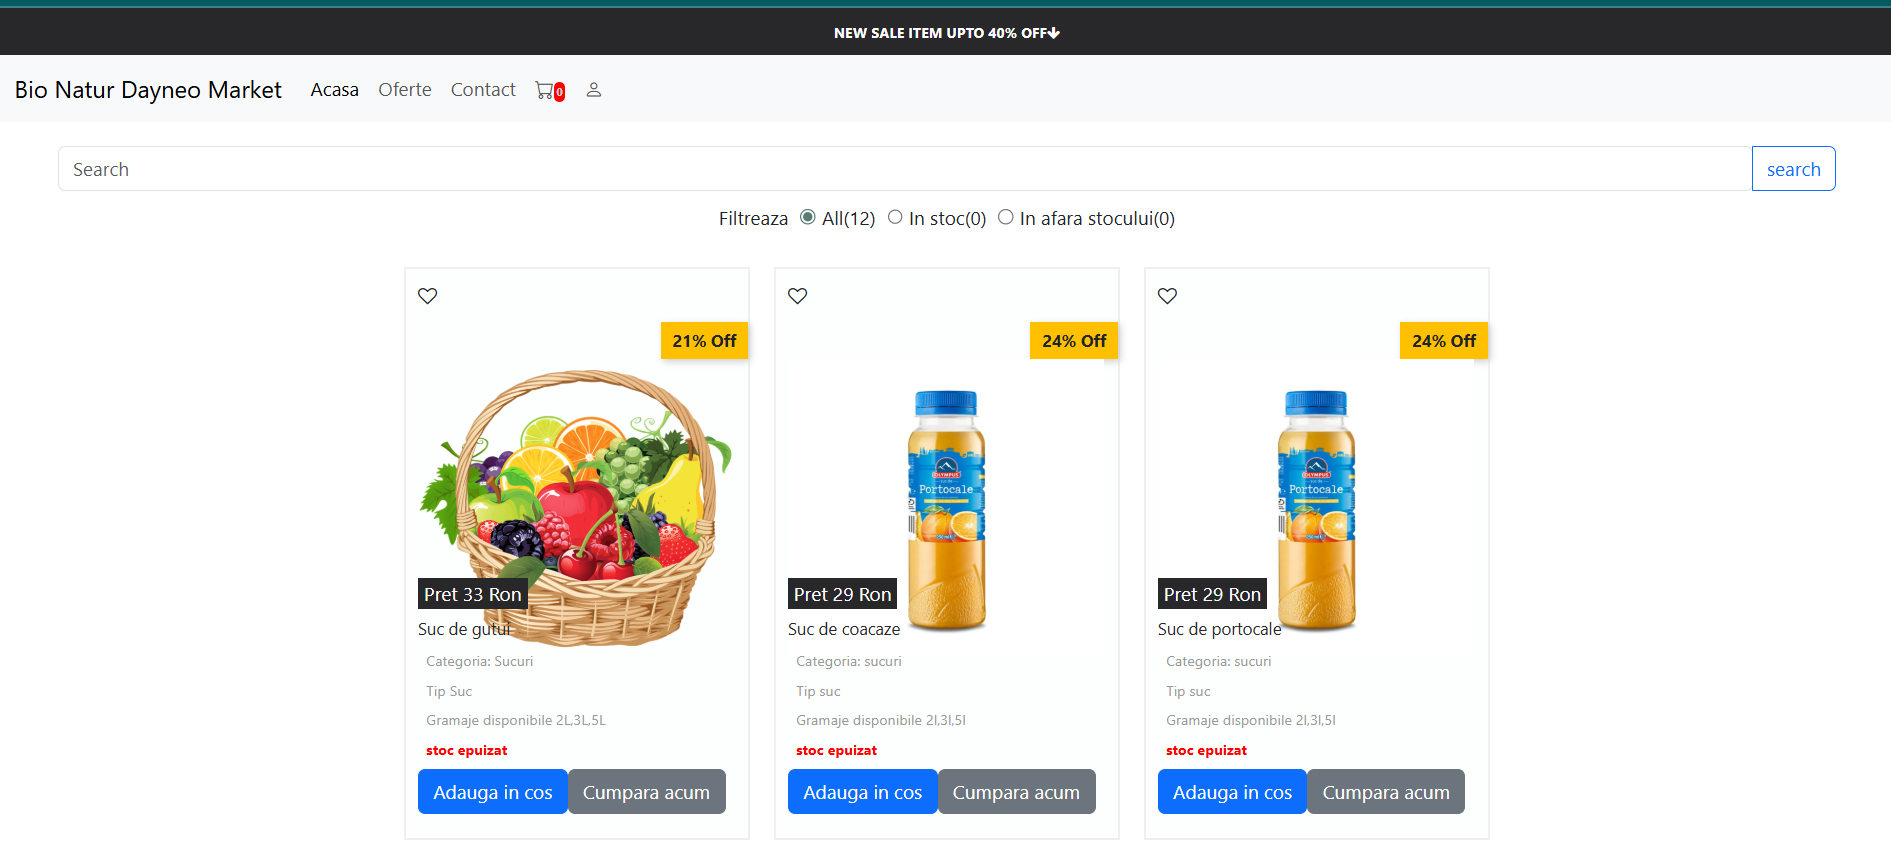 NEW SALE ITEM UPTO 40% OFF
Bio Natur Dayneo Market Acasa Oferte Contact 0
Search search
Filtreaza All(12) In stoc(0) In afara stocului(0)
21% Off
24% Off
24% Off
OLYMPUS
Portocale
OLYMPUS
Portocale
Pret 33 Ron
Suc de gutui
Categoria: Sucuri
Tip Suc
Gramaje disponibile 2L,3L,5L
stoc epuizat
Adauga in cos Cumpara acum
Pret 29 Ron
Suc de coacaze
Categoria: sucuri
Tip suc
Gramaje disponibile 2l,3l,5l
stoc epuizat
Adauga in cos Cumpara acum
Pret 29 Ron
Suc de portocale
Categoria: sucuri
Tip suc
Gramaje disponibile 2l,3l,5l
stoc epuizat
Adauga in cos Cumpara acum